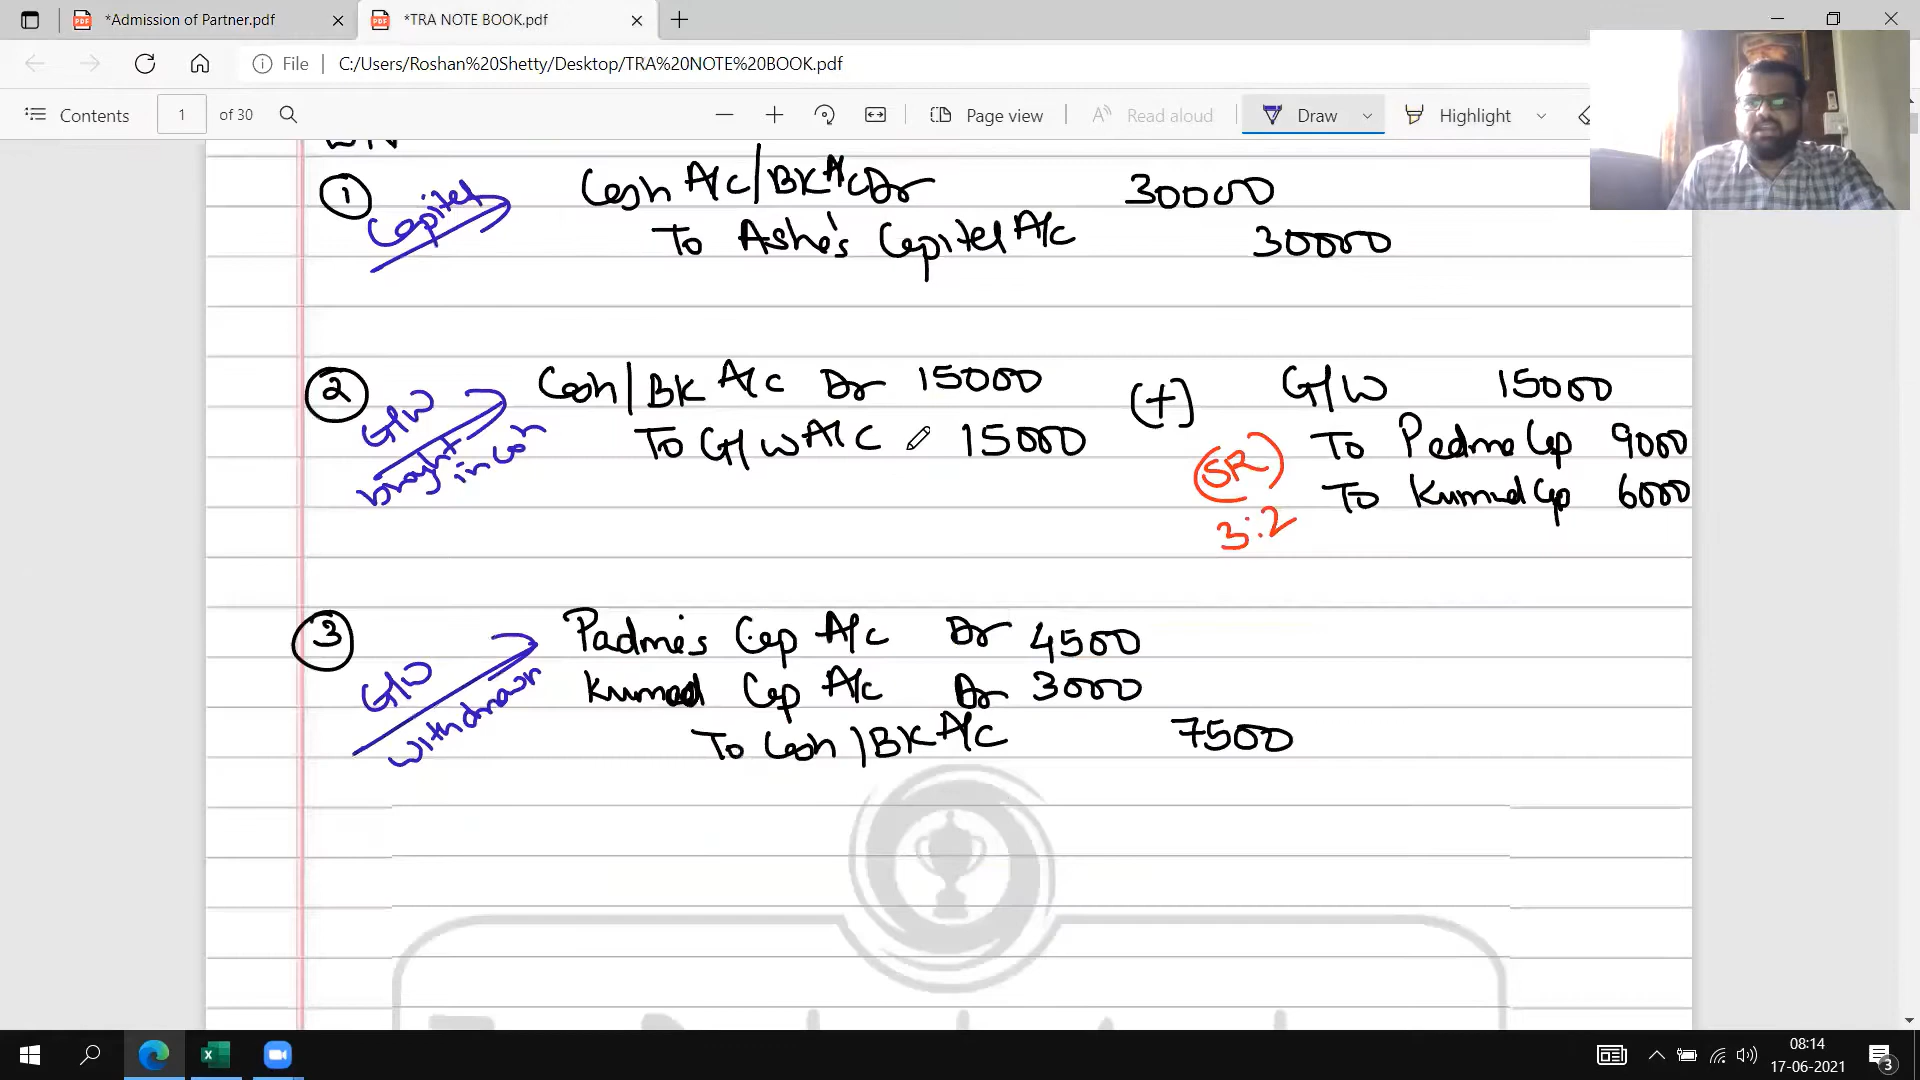 *Admission of Partner.pdf
*TRA NOTE BOOK.pdf
File
C:/Users/Roshan%20Shetty/Desktop/TRA%20NOTE%20BOOK.pdf
Contents
1
of 30
Page view
Read aloud
Draw
Highlight
WN
1 Capital
Cash A/c/BK A/c Dr 30000
To Asha's Capital A/c 30000
2 G/W brought in cash
Cash/BK A/c Dr 15000
To G/W A/c 15000
(+)
G/W 15000
To Padma Cap 9000
To Kumud Cap 6000
SR
3:2
3 G/W withdrawn
Padma's Cap A/c Dr 4500
Kumud Cap A/c Dr 3000
To Cash/BK A/c 7500
08:14
17-06-2021
3